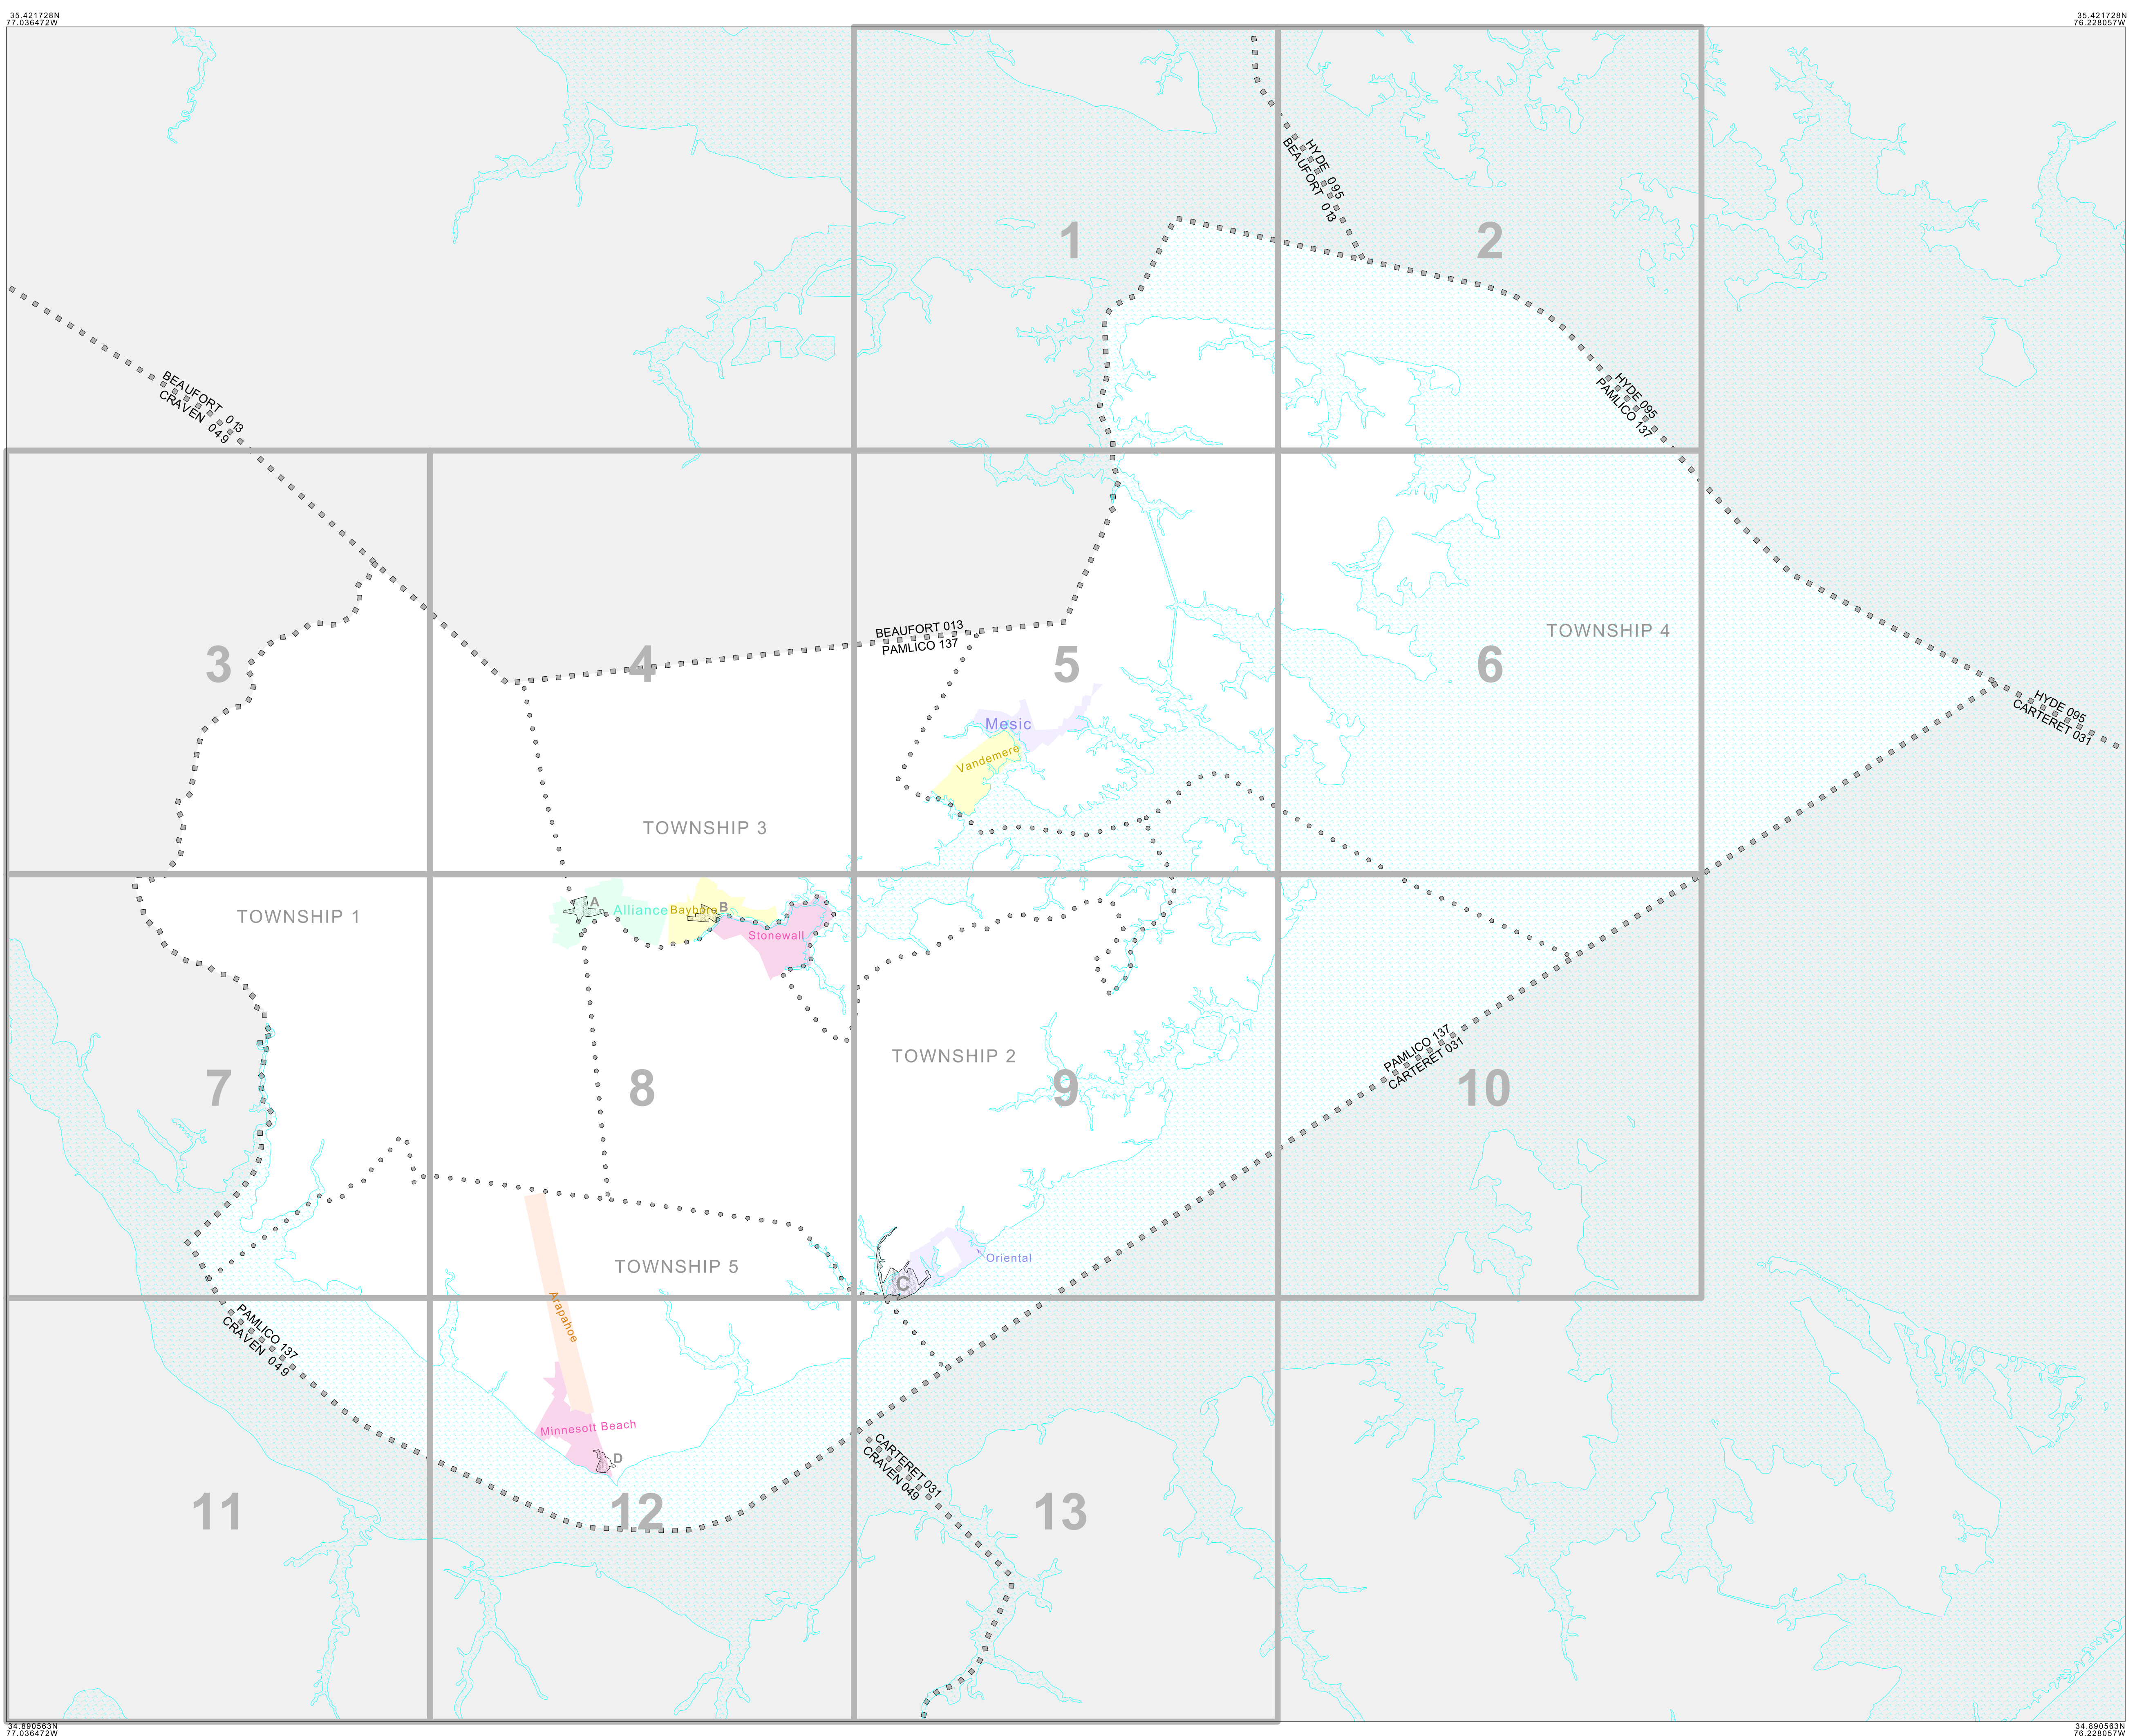 35.421728N
77.036472W
35.421728N
76.228057W
HYDE 095
BEAUFORT 013
1
2
BEAUFORT 013
CRAVEN 049
HYDE 095
PAMLICO 137
BEAUFORT 013
PAMLICO 137
TOWNSHIP 4
3
4
5
6
HYDE 095
CARTERET 031
Mesic
Vandemere
TOWNSHIP 3
A
Alliance
Bayboro
B
Stonewall
TOWNSHIP 1
TOWNSHIP 2
PAMLICO 137
CARTERET 031
7
8
9
10
TOWNSHIP 5
Oriental
C
PAMLICO 137
CRAVEN 049
Arapahoe
Minnesott Beach
D
CARTERET 031
CRAVEN 049
11
12
13
34.890563N
77.036472W
34.890563N
76.228057W